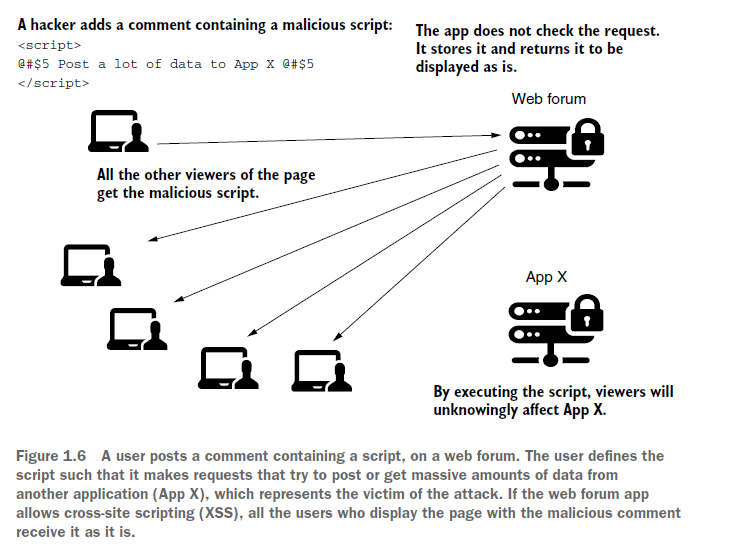 A hacker adds a comment containing a malicious script:
<script>
@#$5 Post a lot of data to App X @#$5
</script>
The app does not check the request.
It stores it and returns it to be
displayed as is.
Web forum
All the other viewers of the page
get the malicious script.
App X
By executing the script, viewers will
unknowingly affect App X.
Figure 1.6 A user posts a comment containing a script, on a web forum. The user defines the
script such that it makes requests that try to post or get massive amounts of data from
another application (App X), which represents the victim of the attack. If the web forum app
allows cross-site scripting (XSS), all the users who display the page with the malicious comment
receive it as it is.